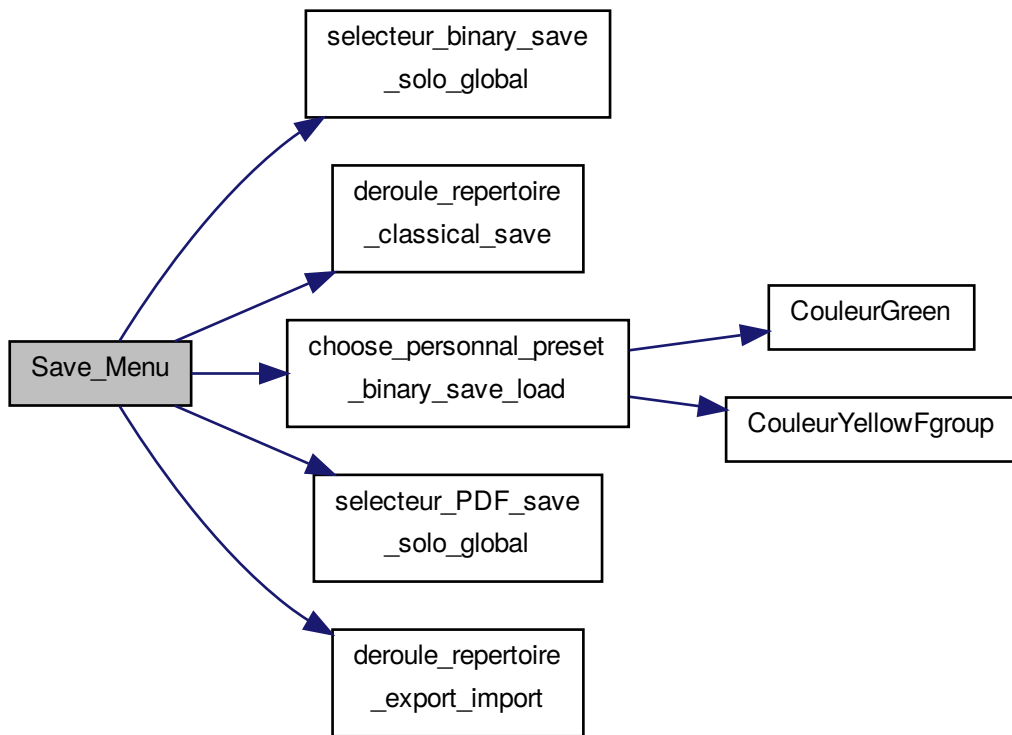 selecteur_binary_save
_solo_global
deroule_repertoire
_classical_save
Save_Menu
choose_personnal_preset
_binary_save_load
CouleurGreen
CouleurYellowFgroup
selecteur_PDF_save
_solo_global
deroule_repertoire
_export_import